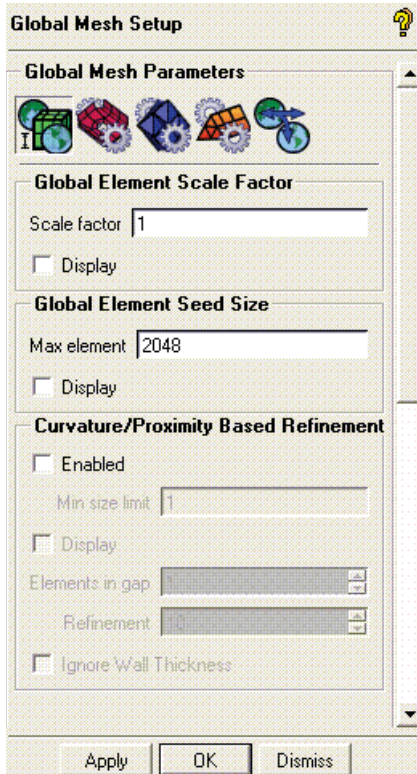 Global Mesh Setup
Global Mesh Parameters
Global Element Scale Factor
Scale factor 1
Display
Global Element Seed Size
Max element 2048
Display
Curvature/Proximity Based Refinement
Enabled
Min size limit 1
Display
Elements in gap 1
Refinement 10
Ignore Wall Thickness
Apply OK Dismiss